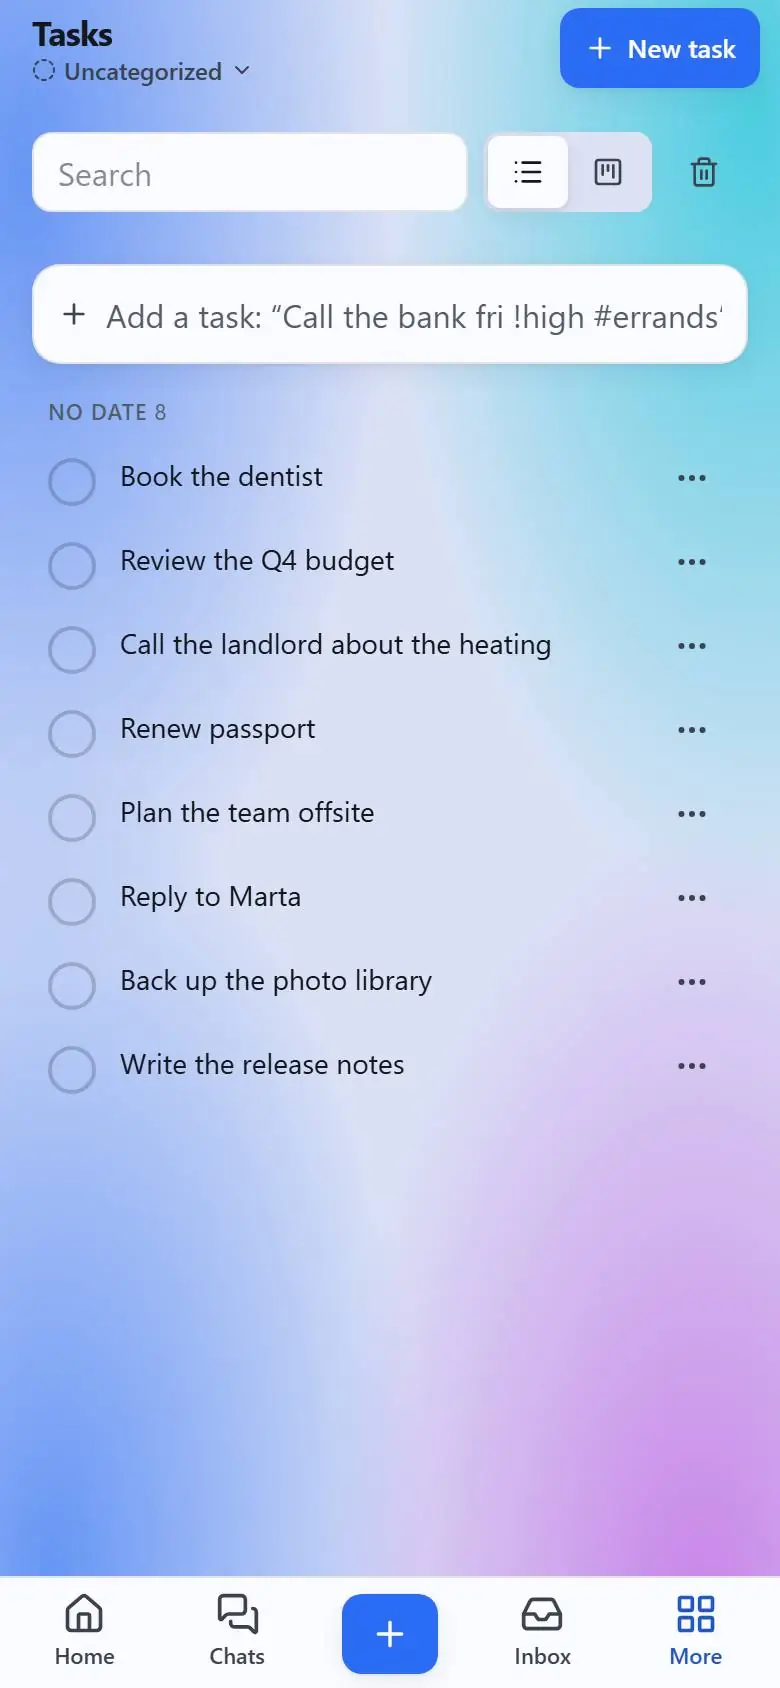 Tasks
Uncategorized
New task
Search
Add a task: “Call the bank fri !high #errands’
NO DATE 8
Book the dentist
Review the Q4 budget
Call the landlord about the heating
Renew passport
Plan the team offsite
Reply to Marta
Back up the photo library
Write the release notes
Home
Chats
Inbox
More